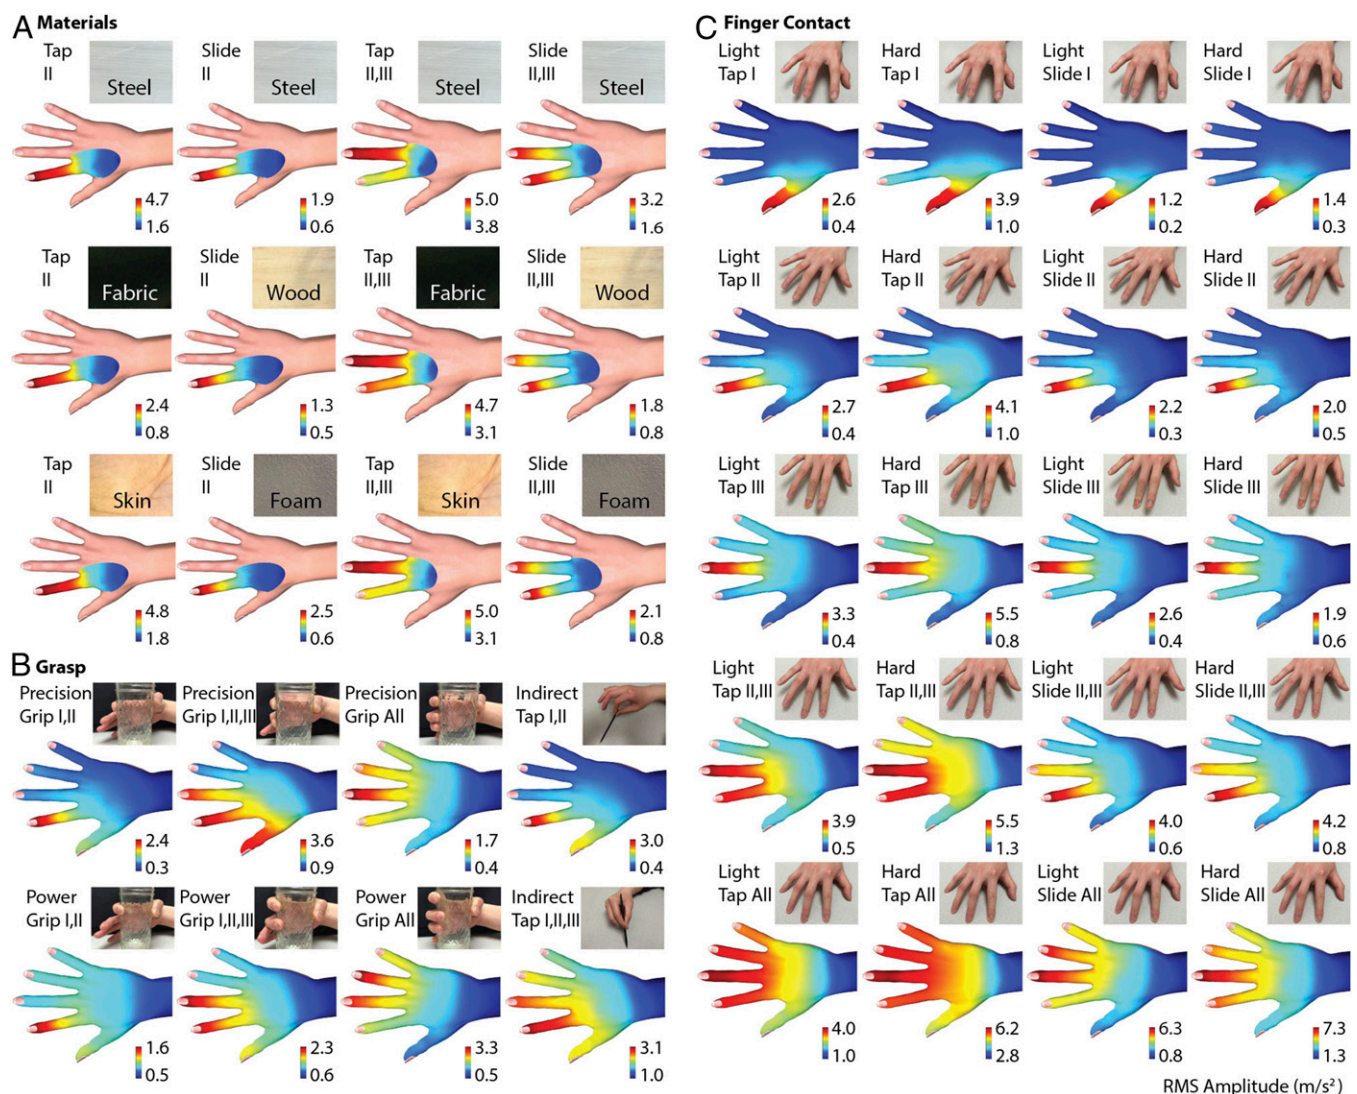 A Materials
Tap II Steel
Slide II Steel
Tap II,III Steel
Slide II,III Steel
4.7 1.6
1.9 0.6
5.0 3.8
3.2 1.6
Tap II Fabric
Slide II Wood
Tap II,III Fabric
Slide II,III Wood
2.4 0.8
1.3 0.5
4.7 3.1
1.8 0.8
Tap II Skin
Slide II Foam
Tap II,III Skin
Slide II,III Foam
4.8 1.8
2.5 0.6
5.0 3.1
2.1 0.8
B Grasp
Precision Grip I,II
Precision Grip I,II,III
Precision Grip All
Indirect Tap I,II
2.4 0.3
3.6 0.9
1.7 0.4
3.0 0.4
Power Grip I,II
Power Grip I,II,III
Power Grip All
Indirect Tap I,II,III
1.6 0.5
2.3 0.6
3.3 0.5
3.1 1.0
C Finger Contact
Light Tap I
Hard Tap I
Light Slide I
Hard Slide I
2.6 0.4
3.9 1.0
1.2 0.2
1.4 0.3
Light Tap II
Hard Tap II
Light Slide II
Hard Slide II
2.7 0.4
4.1 1.0
2.2 0.3
2.0 0.5
Light Tap III
Hard Tap III
Light Slide III
Hard Slide III
3.3 0.4
5.5 0.8
2.6 0.4
1.9 0.6
Light Tap II,III
Hard Tap II,III
Light Slide II,III
Hard Slide II,III
3.9 0.5
5.5 1.3
4.0 0.6
4.2 0.8
Light Tap All
Hard Tap All
Light Slide All
Hard Slide All
4.0 1.0
6.2 2.8
6.3 0.8
7.3 1.3
RMS Amplitude (m/s²)